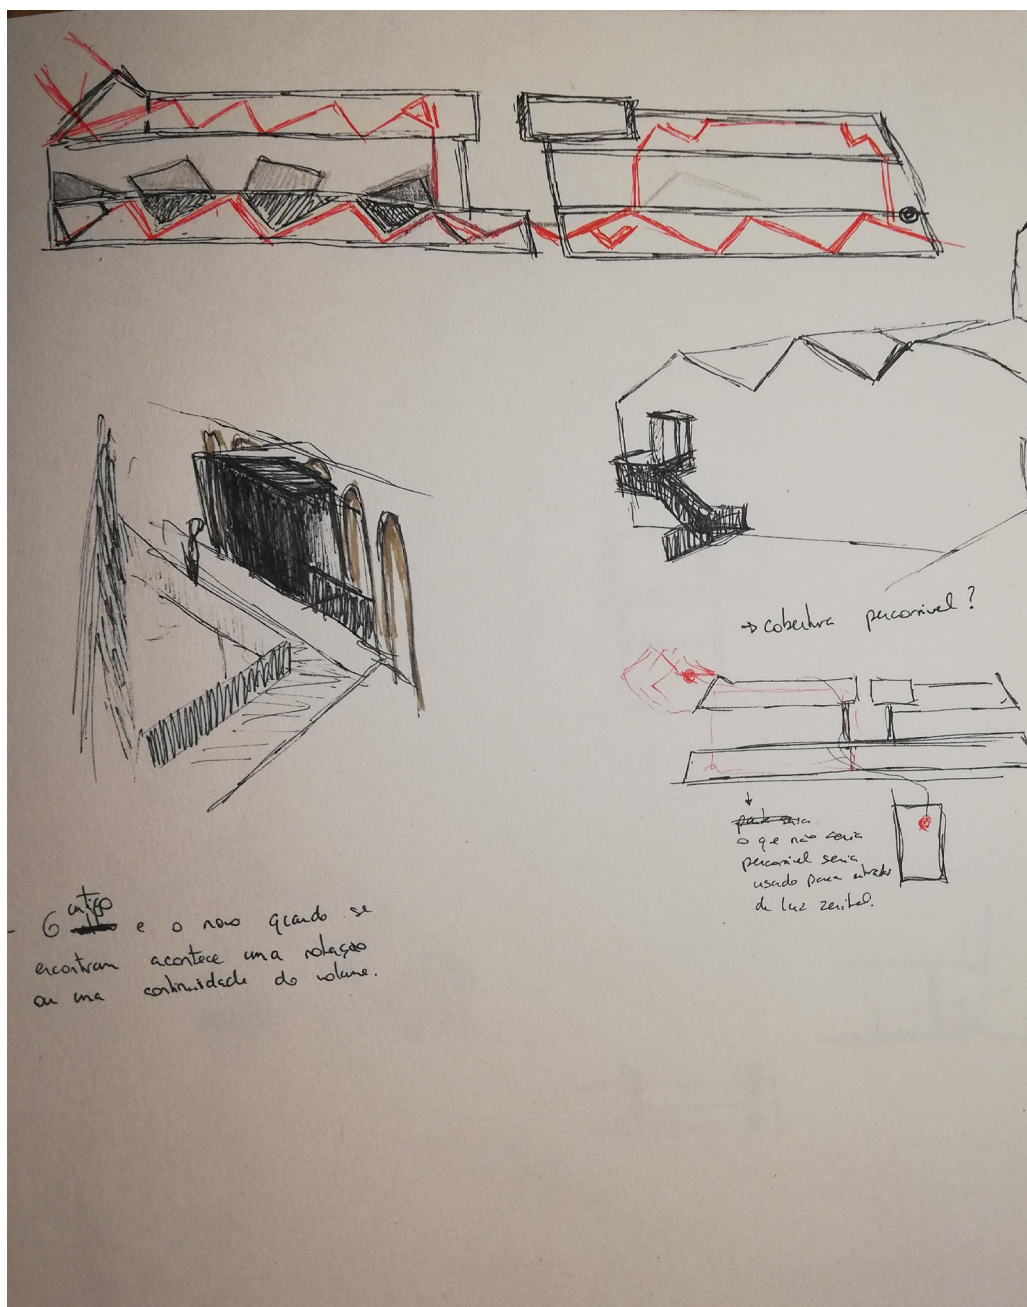 → cobertura percorrível?
↓
o que não seria
percorrível seria
usado para entradas
de luz zenital.
- O antigo e o novo quando se
encontram acontece uma rotação
ou uma continuidade do volume.